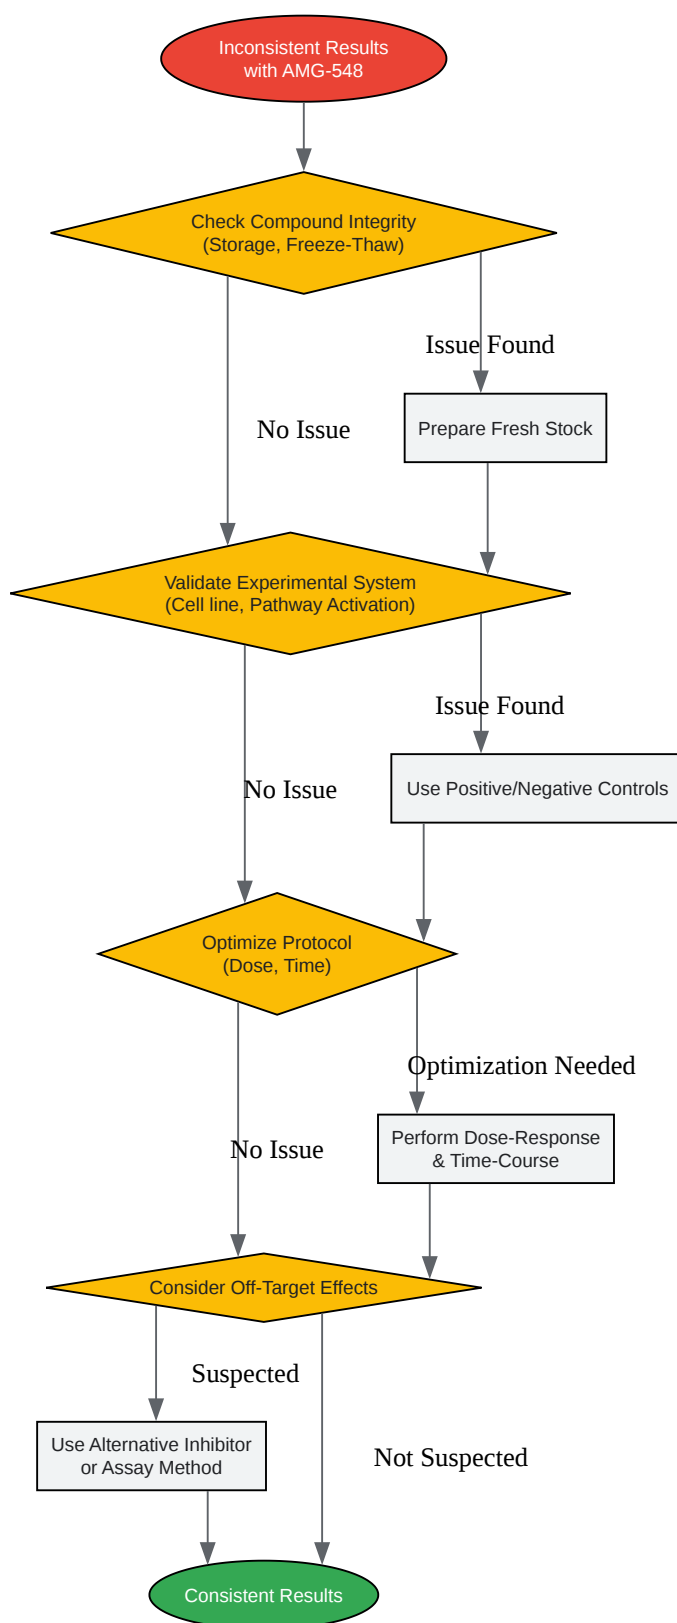 Inconsistent Results
with AMG-548
Check Compound Integrity
(Storage, Freeze-Thaw)
Issue Found
No Issue
Prepare Fresh Stock
Validate Experimental System
(Cell line, Pathway Activation)
Issue Found
No Issue
Use Positive/Negative Controls
Optimize Protocol
(Dose, Time)
Optimization Needed
No Issue
Perform Dose-Response
& Time-Course
Consider Off-Target Effects
Suspected
Not Suspected
Use Alternative Inhibitor
or Assay Method
Consistent Results